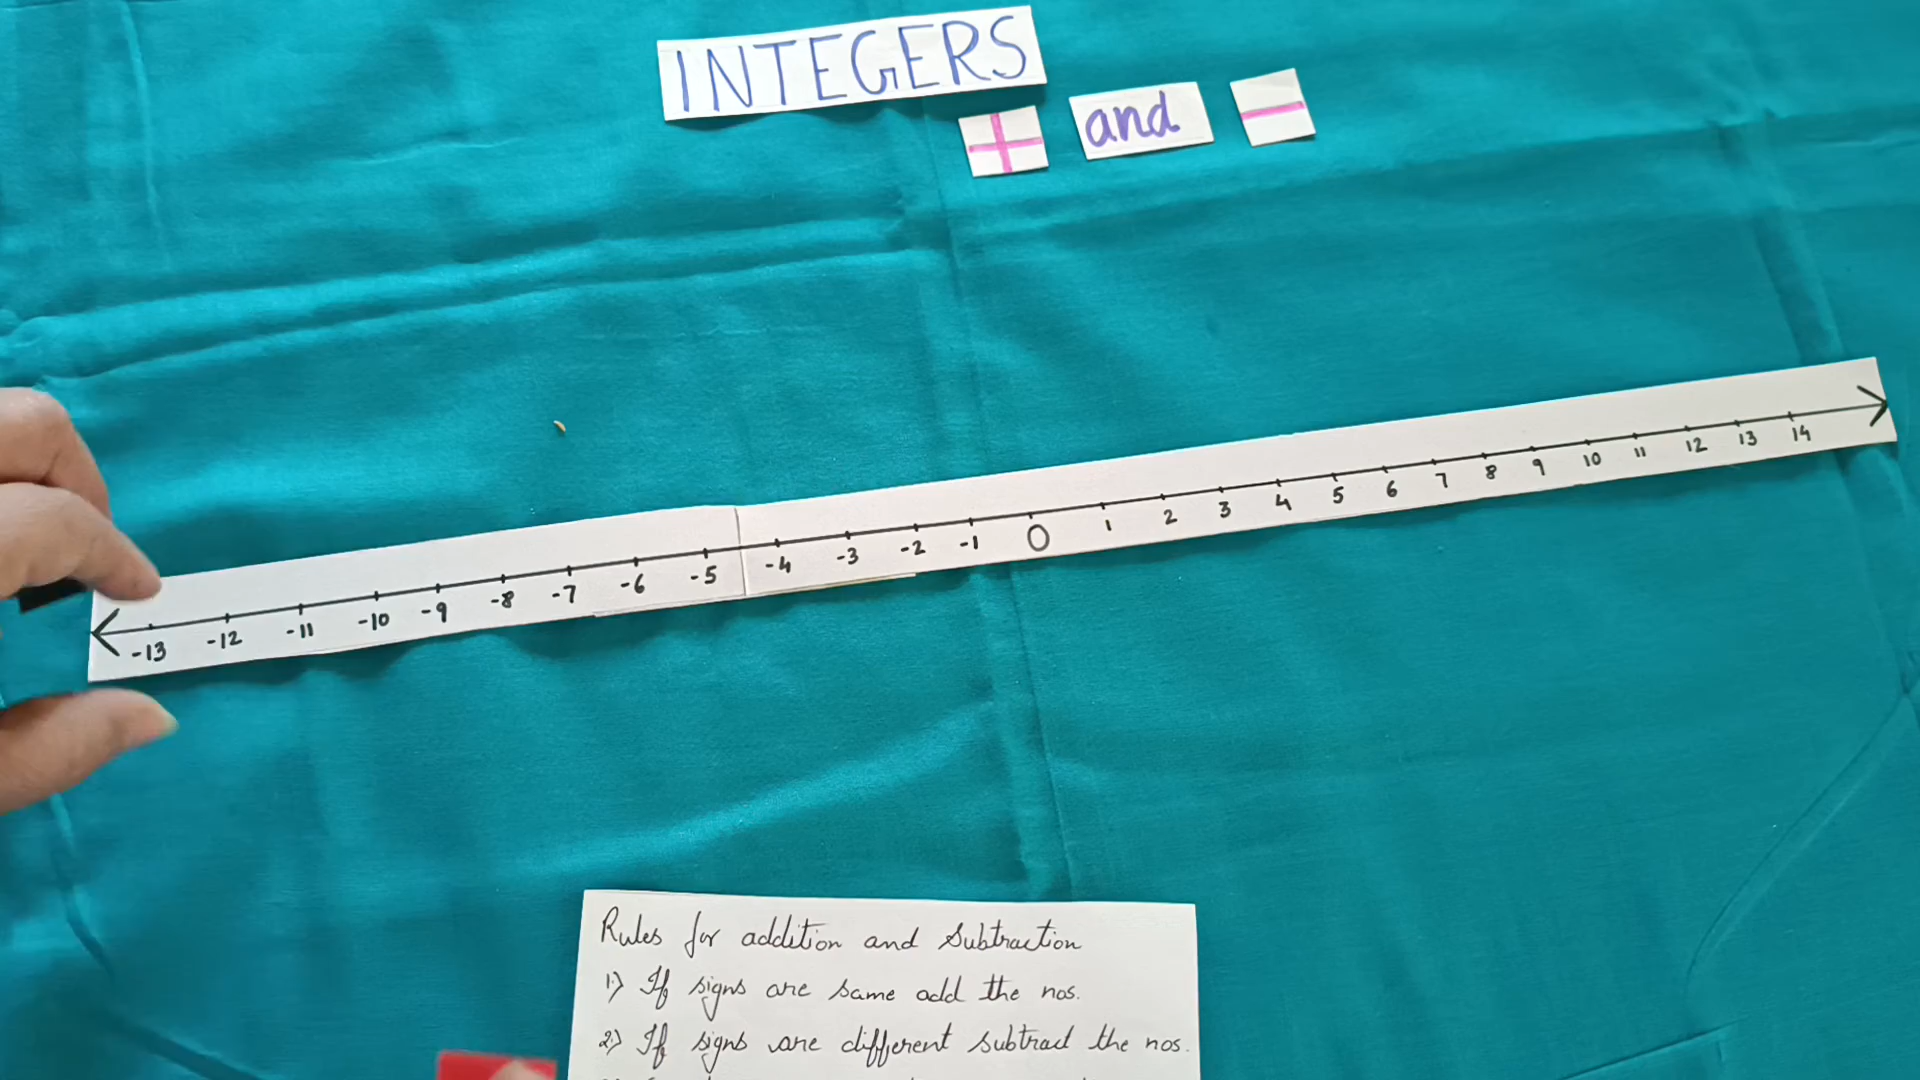 INTEGERS
+ and -
-13 -12 -11 -10 -9 -8 -7 -6 -5 -4 -3 -2 -1 0 1 2 3 4 5 6 7 8 9 10 11 12 13 14
Rules for addition and Subtraction
1.) If signs are same add the nos.
2.) If signs are different subtract the nos.